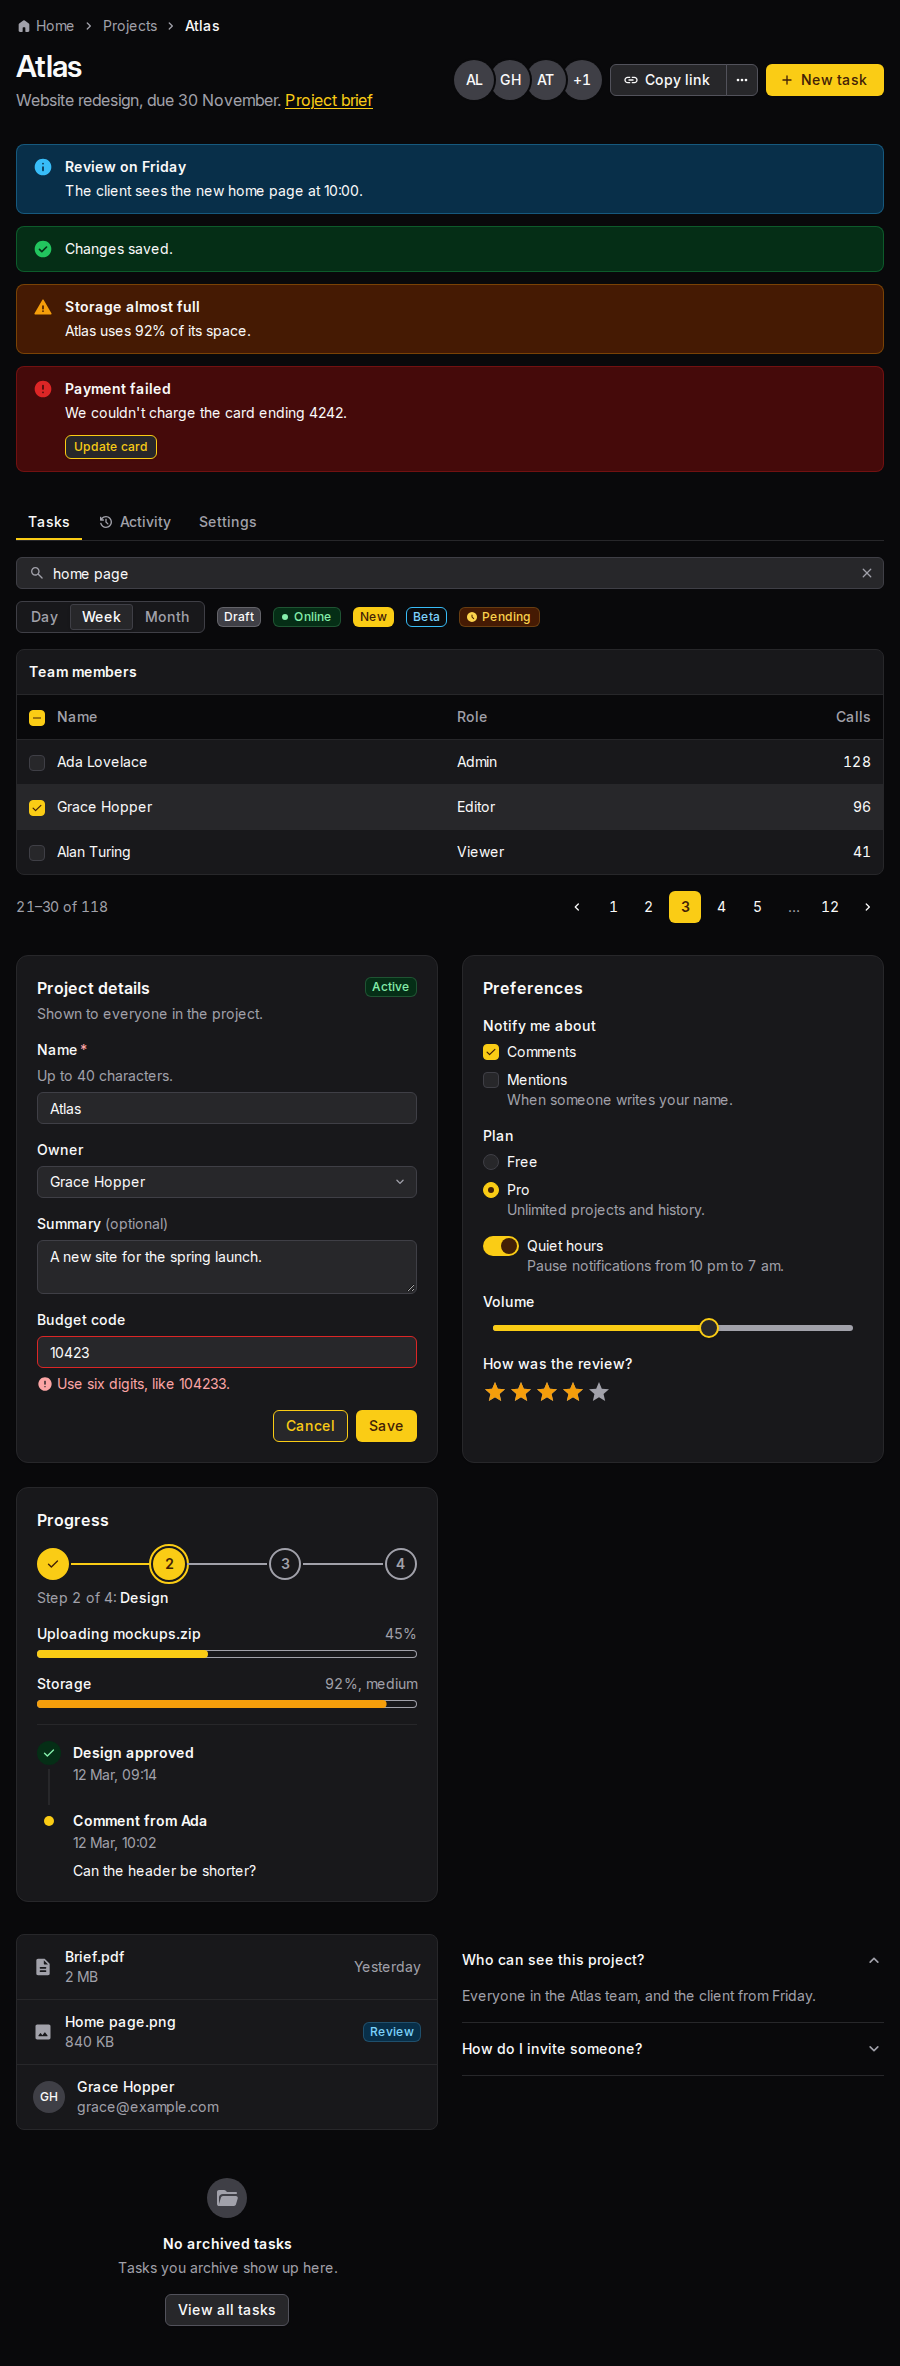 Home > Projects > Atlas
Atlas
Website redesign, due 30 November. Project brief
AL GH AT +1 Copy link ... New task
Review on Friday
The client sees the new home page at 10:00.
Changes saved.
Storage almost full
Atlas uses 92% of its space.
Payment failed
We couldn't charge the card ending 4242.
Update card
Tasks Activity Settings
home page
Day Week Month Draft Online New Beta Pending
Team members
Name Role Calls
Ada Lovelace Admin 128
Grace Hopper Editor 96
Alan Turing Viewer 41
21–30 of 118
1 2 3 4 5 ... 12
Project details Active
Shown to everyone in the project.
Name *
Up to 40 characters.
Atlas
Owner
Grace Hopper
Summary (optional)
A new site for the spring launch.
Budget code
10423
Use six digits, like 104233.
Cancel Save
Preferences
Notify me about
Comments
Mentions
When someone writes your name.
Plan
Free
Pro
Unlimited projects and history.
Quiet hours
Pause notifications from 10 pm to 7 am.
Volume
How was the review?
Progress
2 3 4
Step 2 of 4: Design
Uploading mockups.zip 45%
Storage 92%, medium
Design approved
12 Mar, 09:14
Comment from Ada
12 Mar, 10:02
Can the header be shorter?
Brief.pdf
2 MB
Yesterday
Home page.png
840 KB
Review
GH
Grace Hopper
grace@example.com
Who can see this project?
Everyone in the Atlas team, and the client from Friday.
How do I invite someone?
No archived tasks
Tasks you archive show up here.
View all tasks